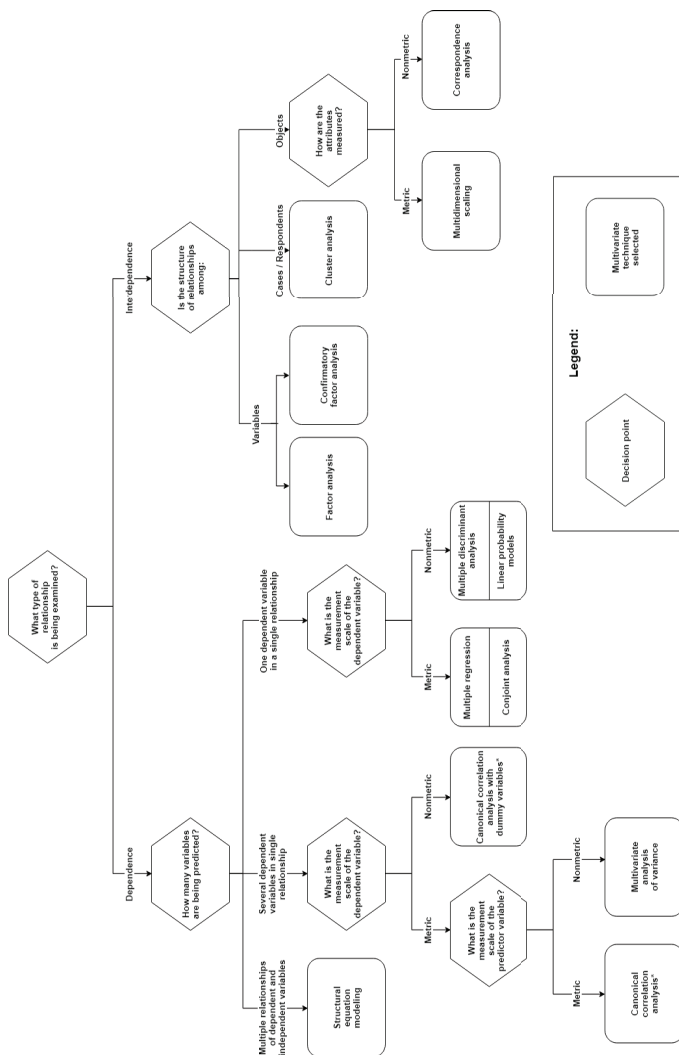 What type of
relationship
is being examined?
Dependence
Inte'dependence
How many variables
are being predicted?
Is the structure
of relationships
among:
Multiple relationships
of dependent and
independent variables
Several dependent
variables in single
relationship
One dependent variable
in a single relationship
Variables
Cases / Respondents
Objects
Structural
equation
modeling
What is the
measurement
scale of the
dependent variable?
What is the
measurement
scale of the
dependent variable?
Factor analysis
Confirmatory
factor analysis
Cluster analysis
How are the
attributes
measured?
Metric
Nonmetric
Metric
Nonmetric
Metric
Nonmetric
What is the
measurement
scale of the
predictor variable?
Canonical correlation
analysis with
dummy variables*
Multiple regression
Conjoint analysis
Multiple discriminant
analysis
Linear probability
models
Multidimensional
scaling
Correspondence
analysis
Metric
Nonmetric
Canonical
correlation
analysis*
Multivariate
analysis
of variance
Legend:
Decision point
Multivariate
technique
selected